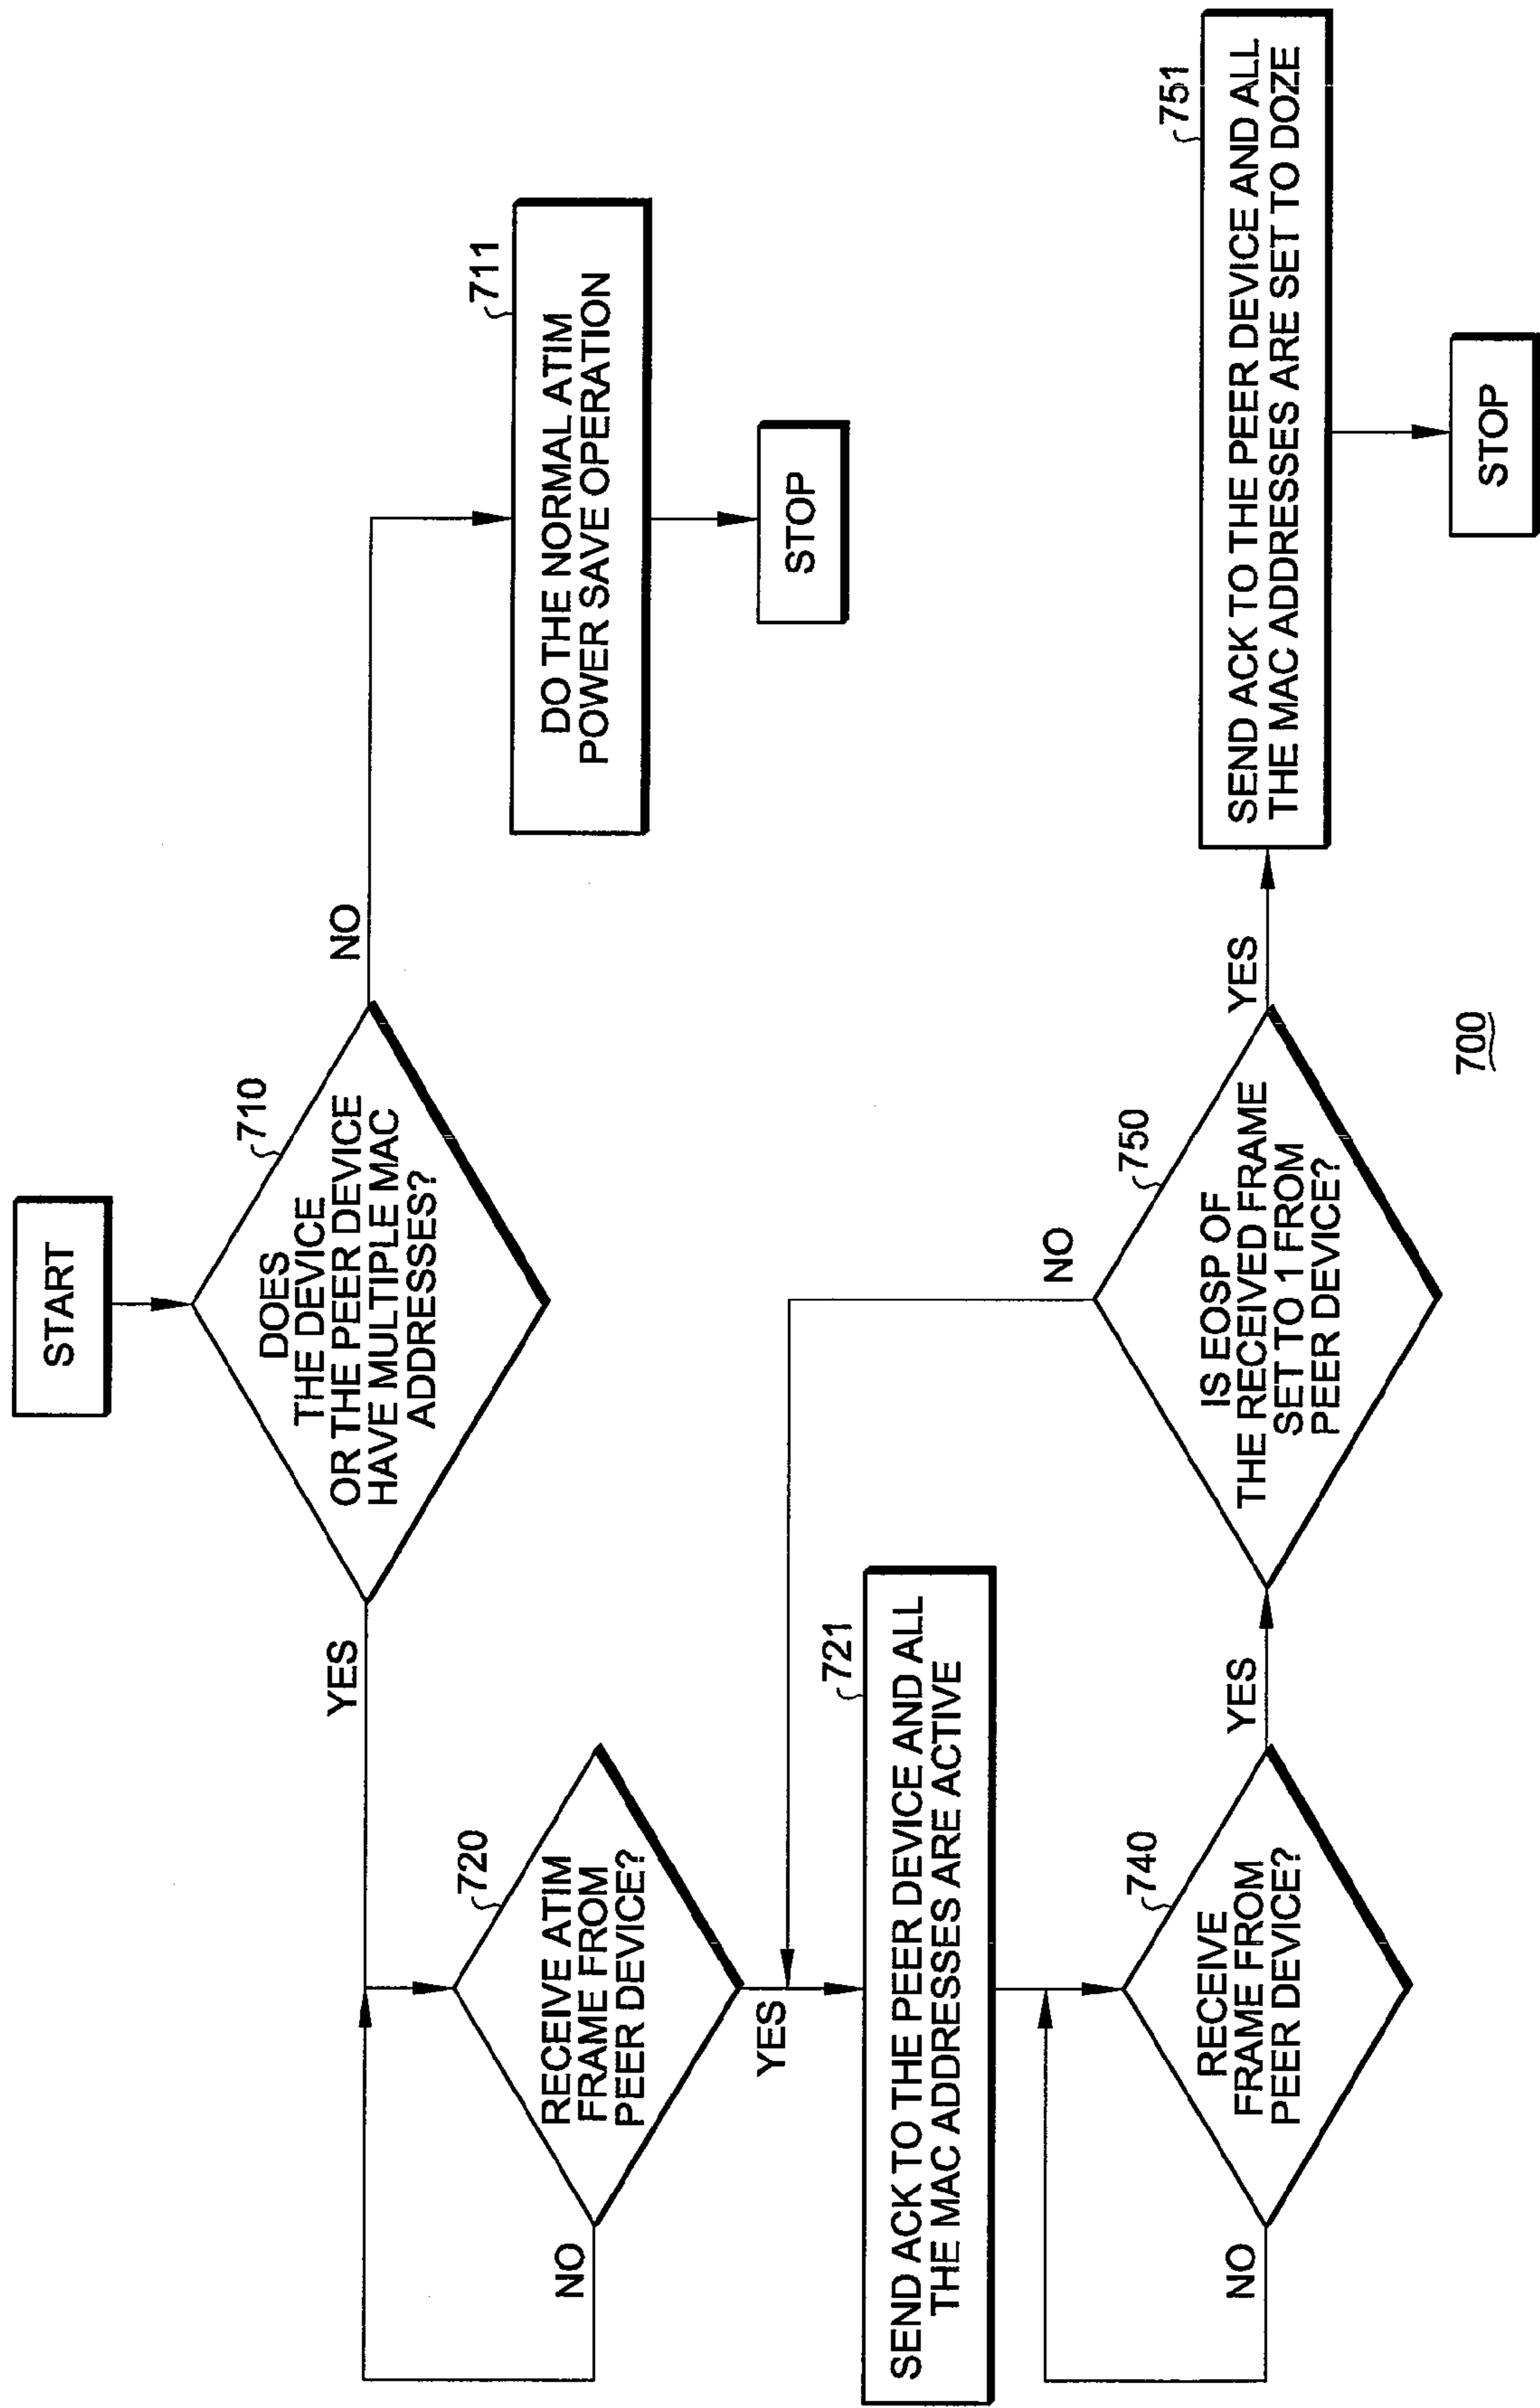 START
710
DOES
THE DEVICE
OR THE PEER DEVICE
HAVE MULTIPLE MAC
ADDRESSES?
YES
NO
711
DO THE NORMAL ATIM
POWER SAVE OPERATION
STOP
720
RECEIVE ATIM
FRAME FROM
PEER DEVICE?
NO
YES
721
SEND ACK TO THE PEER DEVICE AND ALL
THE MAC ADDRESSES ARE ACTIVE
740
RECEIVE
FRAME FROM
PEER DEVICE?
NO
YES
750
IS EOSP OF
THE RECEIVED FRAME
SET TO 1 FROM
PEER DEVICE?
NO
YES
751
SEND ACK TO THE PEER DEVICE AND ALL
THE MAC ADDRESSES ARE SET TO DOZE
STOP
700